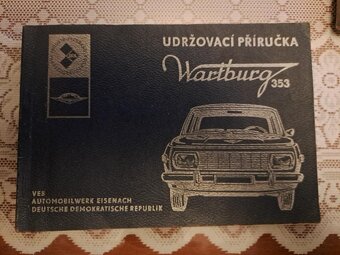 UDRŽOVACÍ PŘÍRUČKA
Wartburg
353
VEB
AUTOMOBILWERK EISENACH
DEUTSCHE DEMOKRATISCHE REPUBLIK